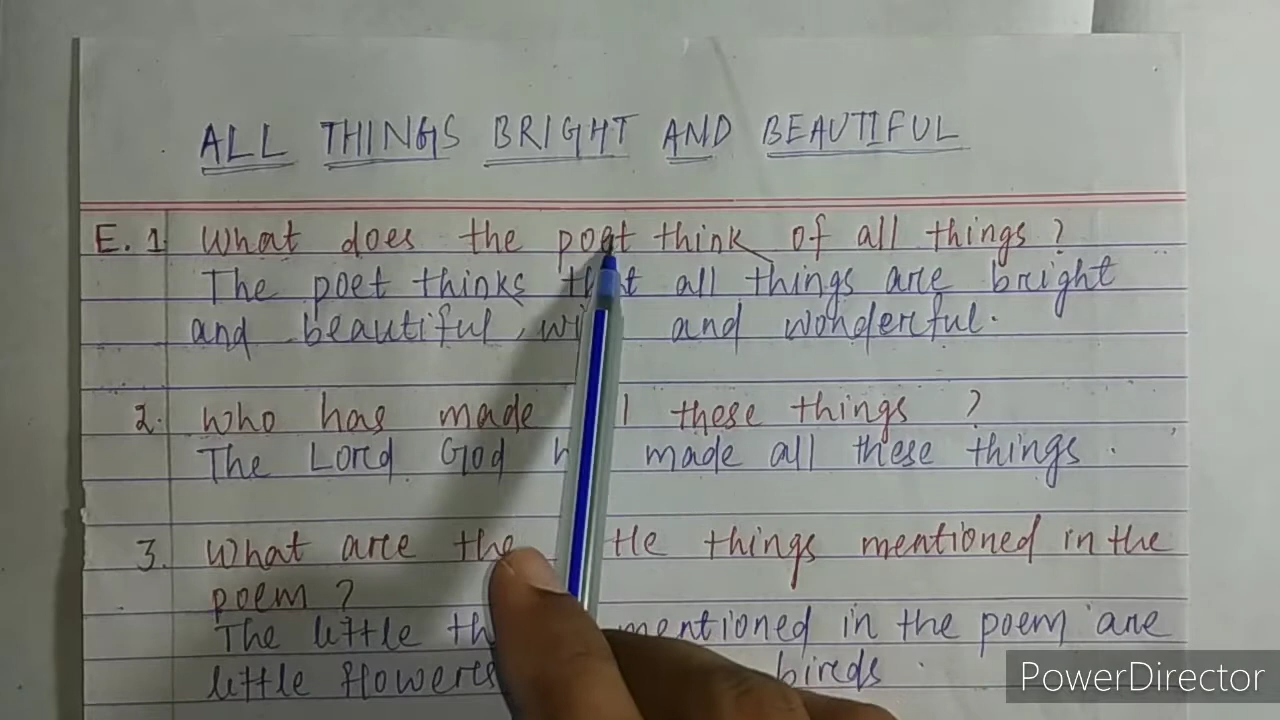 ALL THINGS BRIGHT AND BEAUTIFUL
E. 1 What does the poet think of all things ?
The poet thinks that all things are bright
and beautiful, and wonderful.
2. Who has made these things ?
The Lord God made all these things.
3. What are the things mentioned in the
poem ?
The little mentioned in the poem are
little flowers birds.
PowerDirector